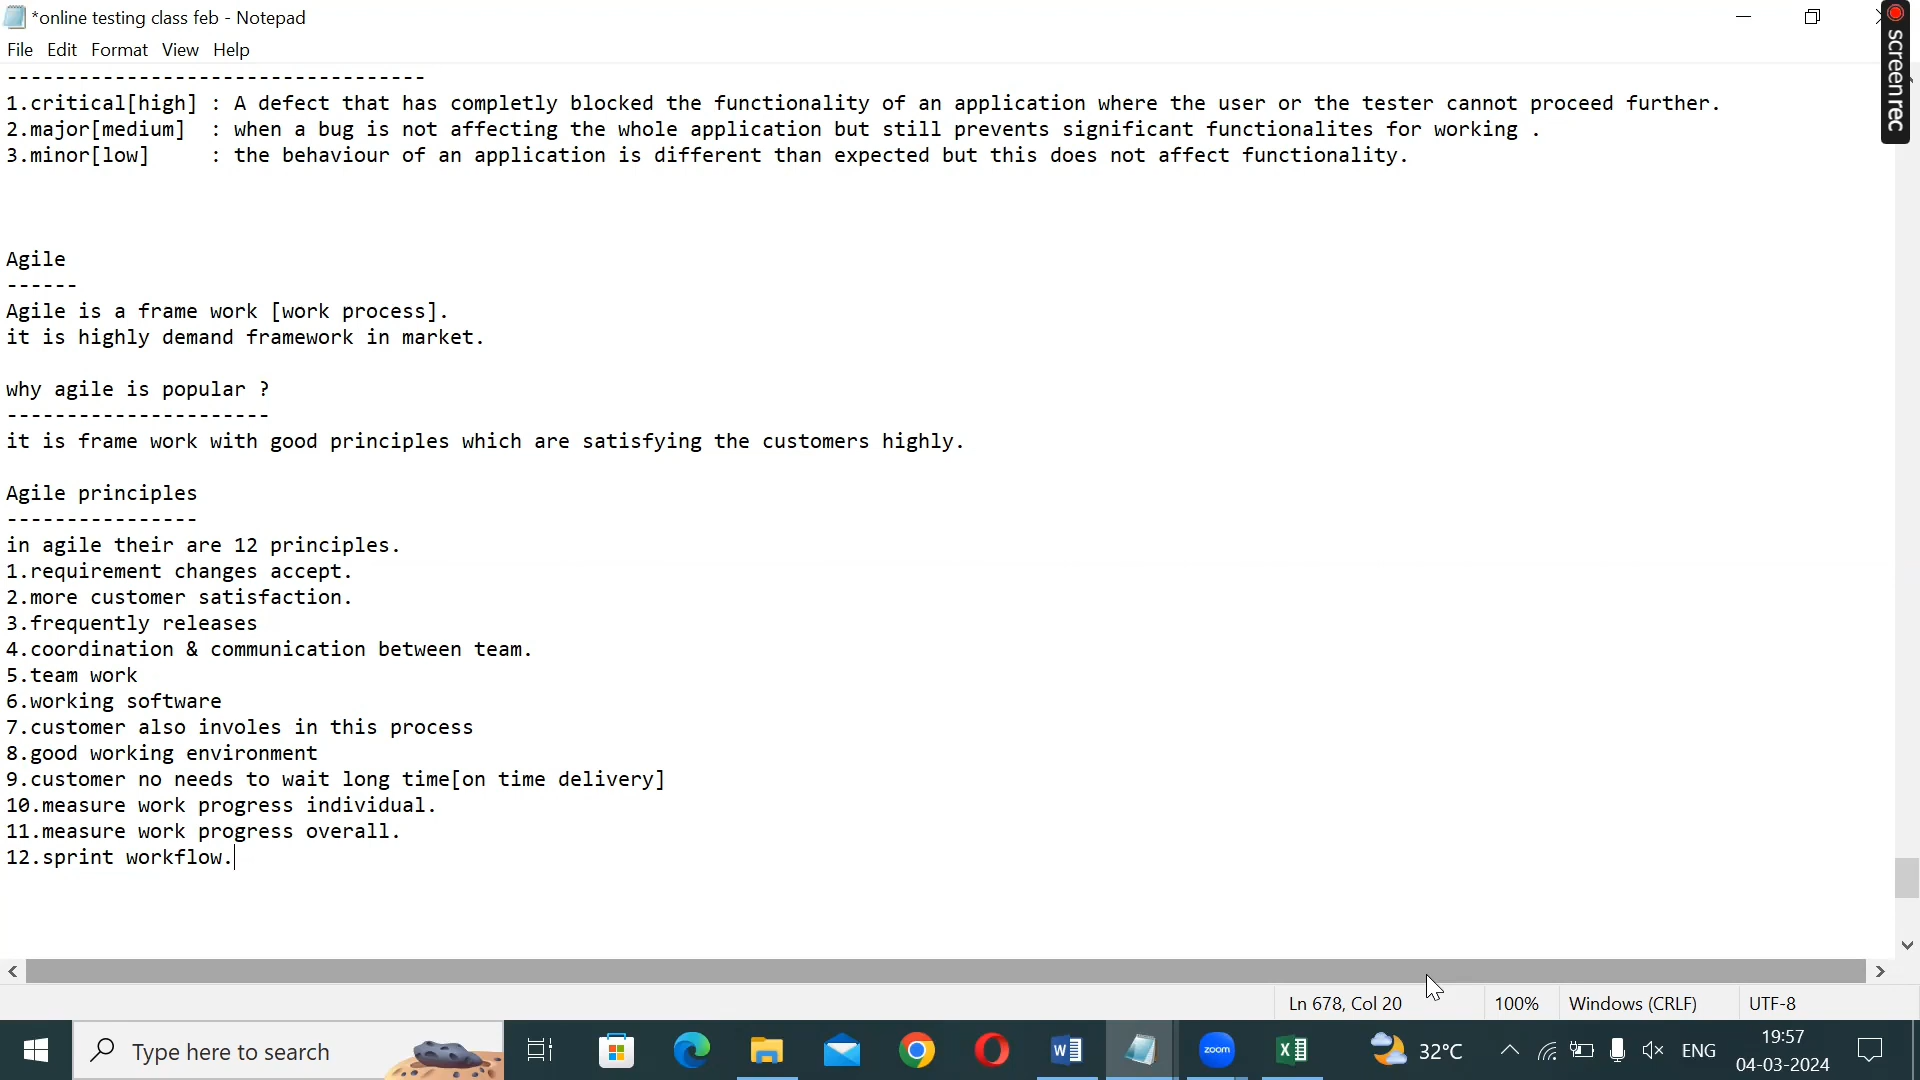 *online testing class feb - Notepad
File Edit Format View Help
-----------------------------------
1.critical[high] : A defect that has completly blocked the functionality of an application where the user or the tester cannot proceed further.
2.major[medium]  : when a bug is not affecting the whole application but still prevents significant functionalites for working .
3.minor[low]     : the behaviour of an application is different than expected but this does not affect functionality.
Agile
------
Agile is a frame work [work process].
it is highly demand framework in market.
why agile is popular ?
----------------------
it is frame work with good principles which are satisfying the customers highly.
Agile principles
----------------
in agile their are 12 principles.
1.requirement changes accept.
2.more customer satisfaction.
3.frequently releases
4.coordination & communication between team.
5.team work
6.working software
7.customer also involes in this process
8.good working environment
9.customer no needs to wait long time[on time delivery]
10.measure work progress individual.
11.measure work progress overall.
12.sprint workflow.
screenrec
Ln 678, Col 20 100% Windows (CRLF) UTF-8
Type here to search zoom 32°C ENG 19:57
04-03-2024